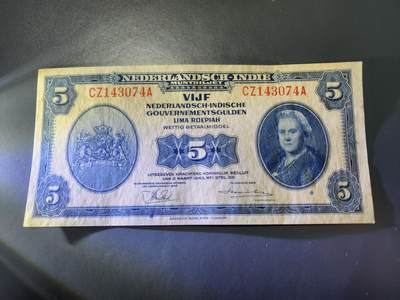 NEDERLANDSCH-INDIË
MUNTBILJET
5 CZ143074A VIJF CZ143074A 5
NEDERLANDSCH-INDISCHE
GOUVERNEMENTSGULDEN
LIMA ROEPIAH
WETTIG BETAALMIDDEL
5
UITGEGEVEN KRACHTENS KONINKLIJK BESLUIT
VAN 2 MAART 1943,
5 5